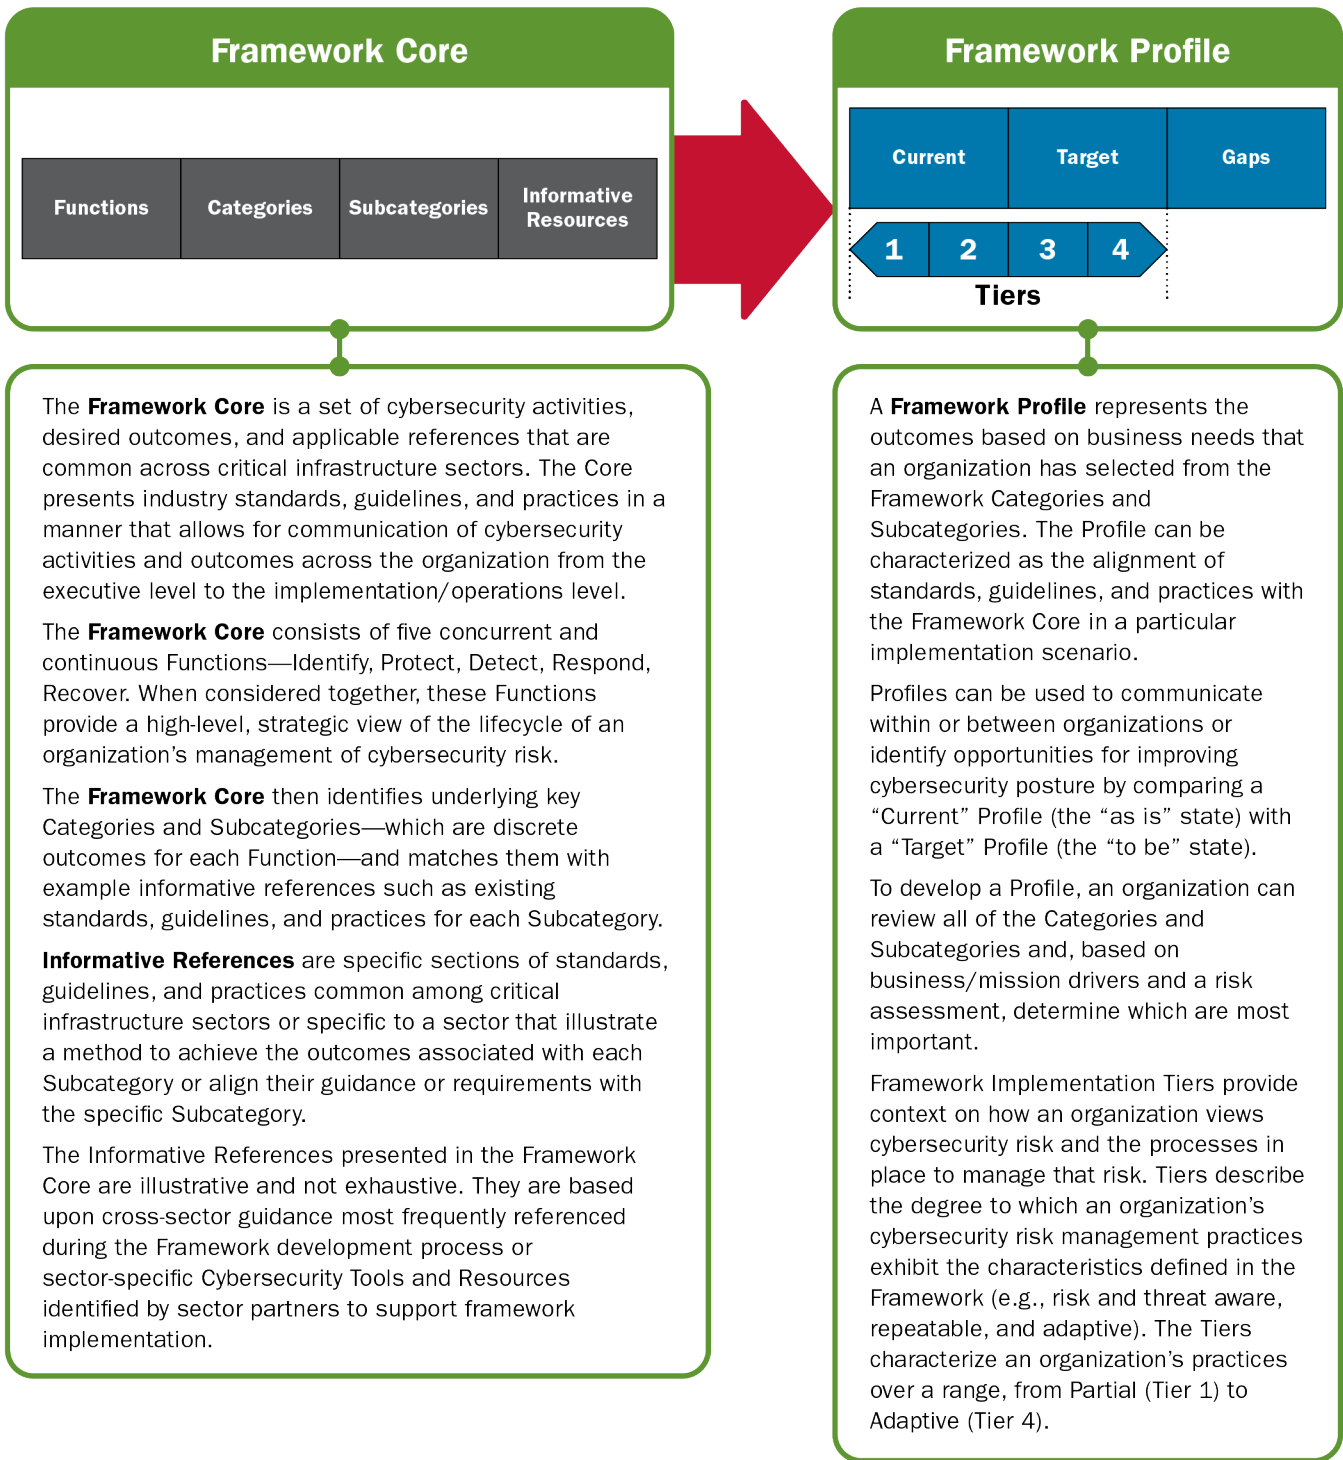 Framework Core
Functions
Categories
Subcategories
Informative
Resources
The Framework Core is a set of cybersecurity activities,
desired outcomes, and applicable references that are
common across critical infrastructure sectors. The Core
presents industry standards, guidelines, and practices in a
manner that allows for communication of cybersecurity
activities and outcomes across the organization from the
executive level to the implementation/operations level.
The Framework Core consists of five concurrent and
continuous Functions—Identify, Protect, Detect, Respond,
Recover. When considered together, these Functions
provide a high-level, strategic view of the lifecycle of an
organization’s management of cybersecurity risk.
The Framework Core then identifies underlying key
Categories and Subcategories—which are discrete
outcomes for each Function—and matches them with
example informative references such as existing
standards, guidelines, and practices for each Subcategory.
Informative References are specific sections of standards,
guidelines, and practices common among critical
infrastructure sectors or specific to a sector that illustrate
a method to achieve the outcomes associated with each
Subcategory or align their guidance or requirements with
the specific Subcategory.
The Informative References presented in the Framework
Core are illustrative and not exhaustive. They are based
upon cross-sector guidance most frequently referenced
during the Framework development process or
sector-specific Cybersecurity Tools and Resources
identified by sector partners to support framework
implementation.
Framework Profile
Current
Target
Gaps
1
2
3
4
Tiers
A Framework Profile represents the
outcomes based on business needs that
an organization has selected from the
Framework Categories and
Subcategories. The Profile can be
characterized as the alignment of
standards, guidelines, and practices with
the Framework Core in a particular
implementation scenario.
Profiles can be used to communicate
within or between organizations or
identify opportunities for improving
cybersecurity posture by comparing a
“Current” Profile (the “as is” state) with
a “Target” Profile (the “to be” state).
To develop a Profile, an organization can
review all of the Categories and
Subcategories and, based on
business/mission drivers and a risk
assessment, determine which are most
important.
Framework Implementation Tiers provide
context on how an organization views
cybersecurity risk and the processes in
place to manage that risk. Tiers describe
the degree to which an organization’s
cybersecurity risk management practices
exhibit the characteristics defined in the
Framework (e.g., risk and threat aware,
repeatable, and adaptive). The Tiers
characterize an organization’s practices
over a range, from Partial (Tier 1) to
Adaptive (Tier 4).